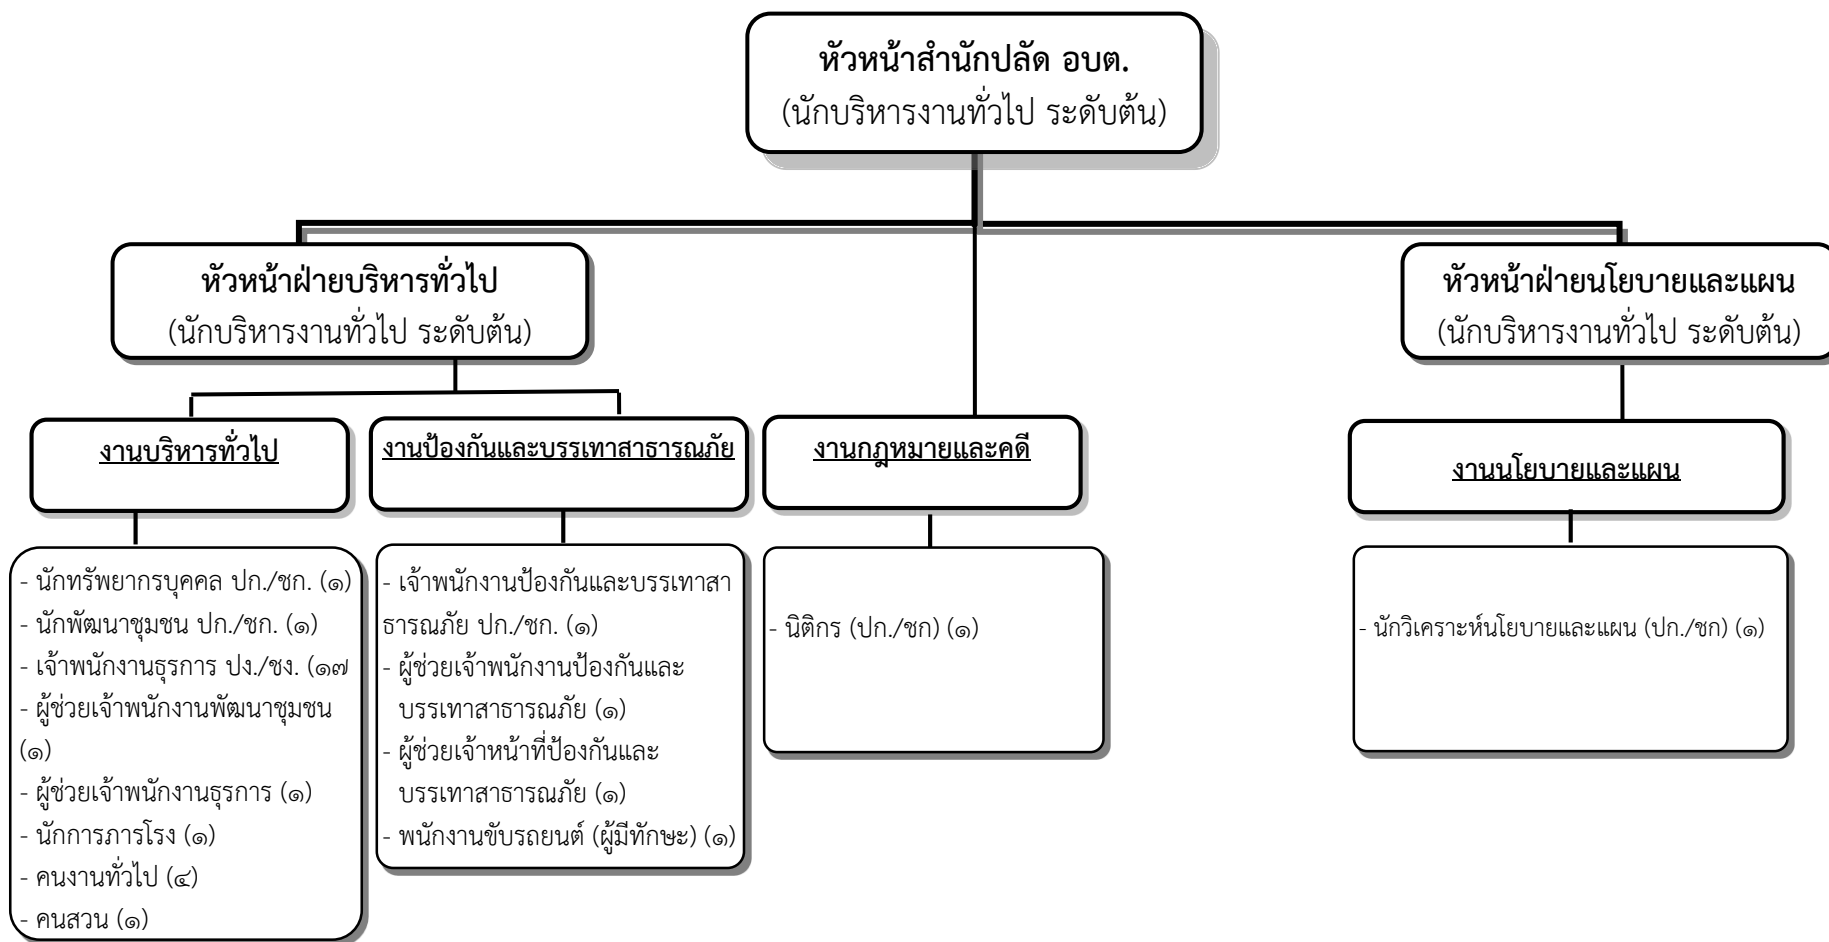 หัวหน้าสำนักปลัด อบต.
(นักบริหารงานทั่วไป ระดับต้น)
หัวหน้าฝ่ายบริหารทั่วไป
(นักบริหารงานทั่วไป ระดับต้น)
หัวหน้าฝ่ายนโยบายและแผน
(นักบริหารงานทั่วไป ระดับต้น)
งานบริหารทั่วไป
งานป้องกันและบรรเทาสาธารณภัย
งานกฎหมายและคดี
งานนโยบายและแผน
- นักทรัพยากรบุคคล ปก./ชก. (๑)
- นักพัฒนาชุมชน ปก./ชก. (๑)
- เจ้าพนักงานธุรการ ปง./ชง. (๑๗
- ผู้ช่วยเจ้าพนักงานพัฒนาชุมชน
(๑)
- ผู้ช่วยเจ้าพนักงานธุรการ (๑)
- นักการภารโรง (๑)
- คนงานทั่วไป (๔)
- คนสวน (๑)
- เจ้าพนักงานป้องกันและบรรเทาสา
ธารณภัย ปก./ชก. (๑)
- ผู้ช่วยเจ้าพนักงานป้องกันและ
บรรเทาสาธารณภัย (๑)
- ผู้ช่วยเจ้าหน้าที่ป้องกันและ
บรรเทาสาธารณภัย (๑)
- พนักงานขับรถยนต์ (ผู้มีทักษะ) (๑)
- นิติกร (ปก./ชก) (๑)
- นักวิเคราะห์นโยบายและแผน (ปก./ชก) (๑)